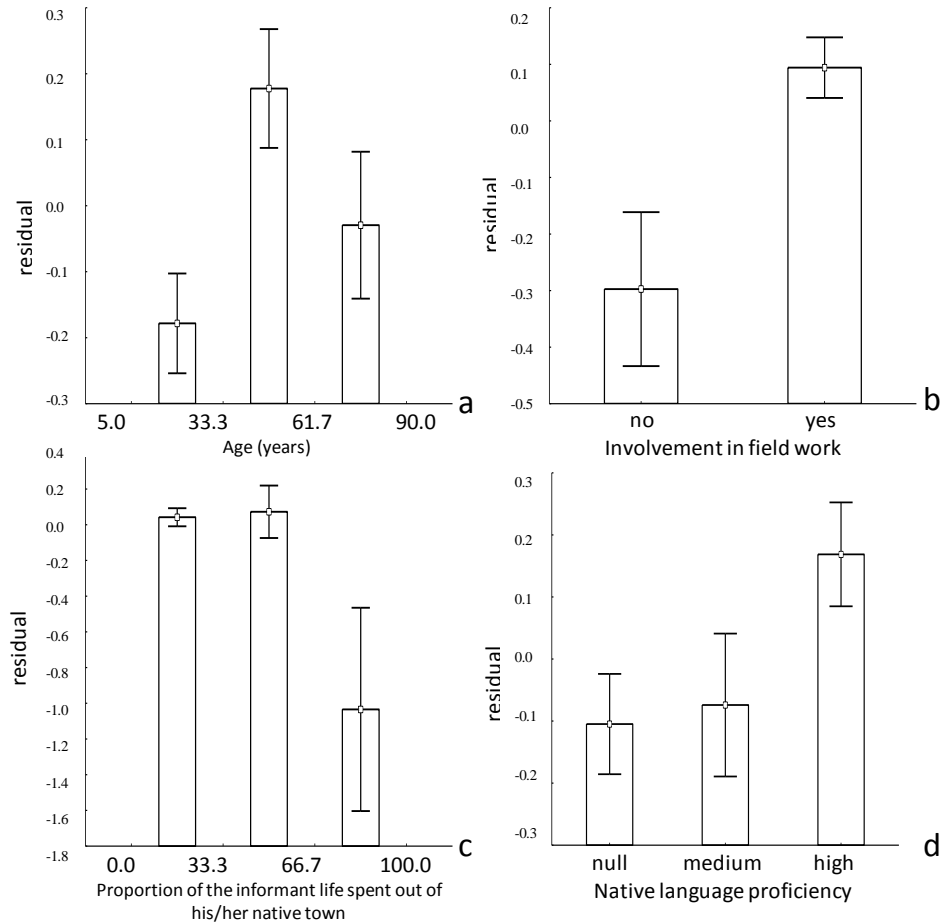 0.3
0.2
0.1
0.0
-0.1
-0.2
-0.3
residual
5.0 33.3 61.7 90.0
Age (years)
a
0.2
0.1
0.0
-0.1
-0.2
-0.3
-0.4
-0.5
residual
no yes
Involvement in field work
b
0.4
0.2
0.0
-0.2
-0.4
-0.6
-0.8
-1.0
-1.2
-1.4
-1.6
-1.8
residual
0.0 33.3 66.7 100.0
Proportion of the informant life spent out of
his/her native town
c
0.3
0.2
0.1
0.0
-0.1
-0.2
-0.3
residual
null medium high
Native language proficiency
d